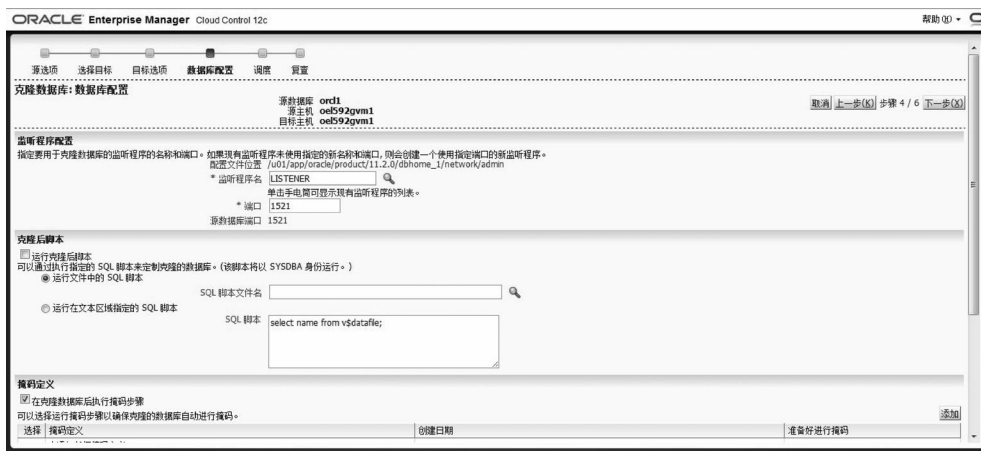 ORACLE Enterprise Manager Cloud Control 12c
帮助(H)
源选项 选择目标 目标选项 数据库配置 调度 复查
克隆数据库: 数据库配置
源数据库 orcl1
源主机 oel592gvm1
目标主机 oel592gvm1
取消 上一步(K) 步骤 4 / 6 下一步(X)
监听程序配置
指定要用于克隆数据库的监听程序的名称和端口。如果现有监听程序未使用指定的新名称和端口, 则会创建一个使用指定端口的新监听程序。
配置文件位置 /u01/app/oracle/product/11.2.0/dbhome_1/network/admin
* 监听程序名 LISTENER
单击手电筒可显示现有监听程序的列表。
* 端口 1521
源数据库端口 1521
克隆后脚本
运行克隆后脚本
可以通过执行指定的 SQL 脚本来定制克隆的数据库。(该脚本将以 SYSDBA 身份运行。)
运行文件中的 SQL 脚本
SQL 脚本文件名
运行在文本区域指定的 SQL 脚本
SQL 脚本 select name from v$datafile;
掩码定义
在克隆数据库后执行掩码步骤
可以选择运行掩码步骤以确保克隆的数据库自动进行掩码。
添加
选择 掩码定义 创建日期 准备好进行掩码